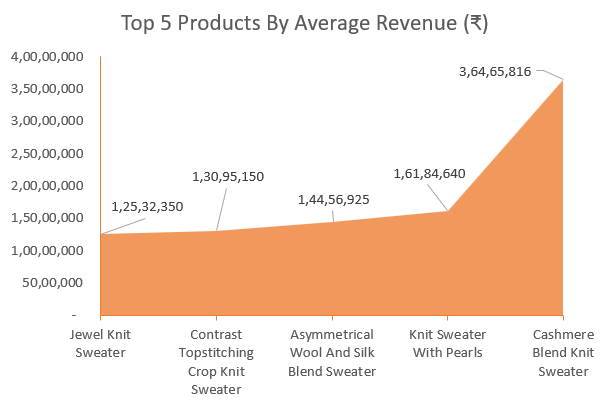 Top 5 Products By Average Revenue (₹)
4,00,00,000
3,50,00,000
3,00,00,000
2,50,00,000
2,00,00,000
1,50,00,000
1,00,00,000
50,00,000
-
1,25,32,350
1,30,95,150
1,44,56,925
1,61,84,640
3,64,65,816
Jewel Knit
Sweater
Contrast
Topstitching
Crop Knit
Sweater
Asymmetrical
Wool And Silk
Blend Sweater
Knit Sweater
With Pearls
Cashmere
Blend Knit
Sweater